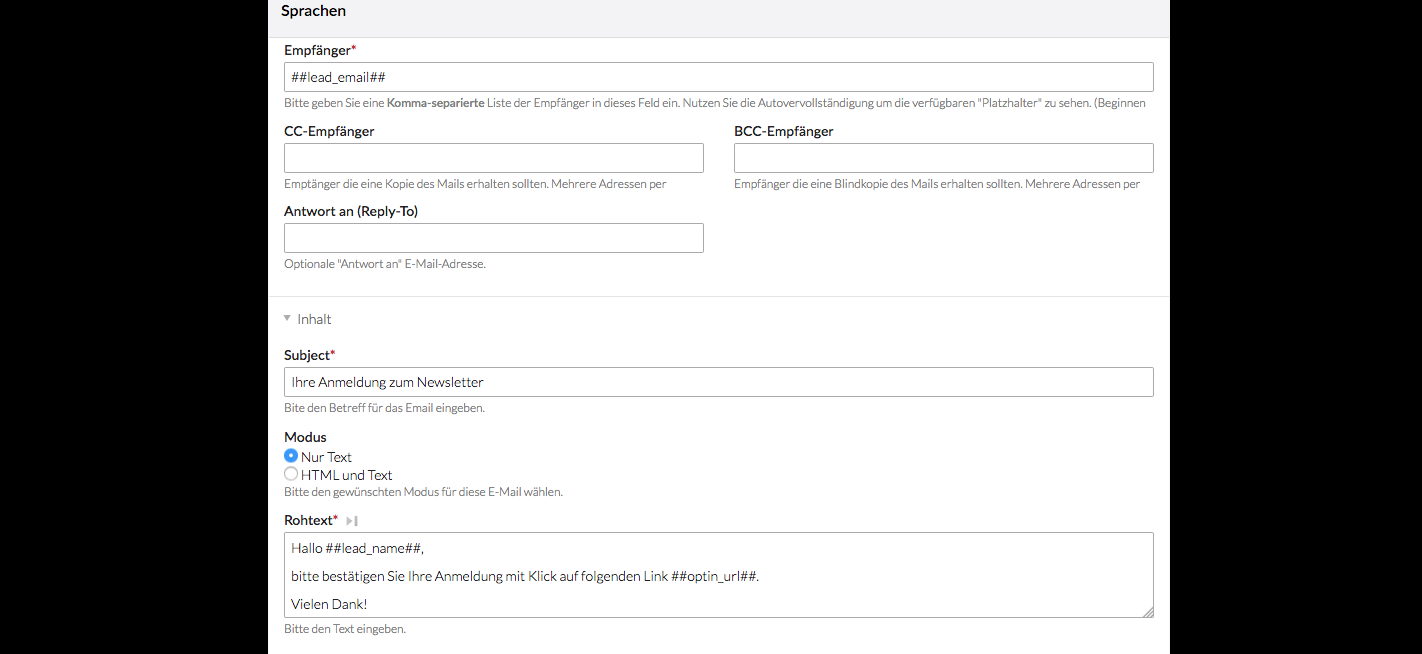 Sprachen
Empfänger*
##lead_email##
Bitte geben Sie eine Komma-separierte Liste der Empfänger in dieses Feld ein. Nutzen Sie die Autovervollständigung um die verfügbaren "Platzhalter" zu sehen. (Beginnen
CC-Empfänger
BCC-Empfänger
Emptänger die eine Kopie des Mails erhalten sollten. Mehrere Adressen per
Empfänger die eine Blindkopie des Mails erhalten sollten. Mehrere Adressen per
Antwort an (Reply-To)
Optionale "Antwort an" E-Mail-Adresse.
Inhalt
Subject*
Ihre Anmeldung zum Newsletter
Bite den Betreff für das Email eingeben.
Modus
Nur Text
HTML und Text
Bitte den gewünschten Modus für diese E-Mail wählen.
Rohtext*
Hallo ##lead_name##,
bitte bestätigen Sie Ihre Anmeldung mit Klick auf folgenden Link ##optin_url##.
Vielen Dank!
Bitte den Text eingeben.